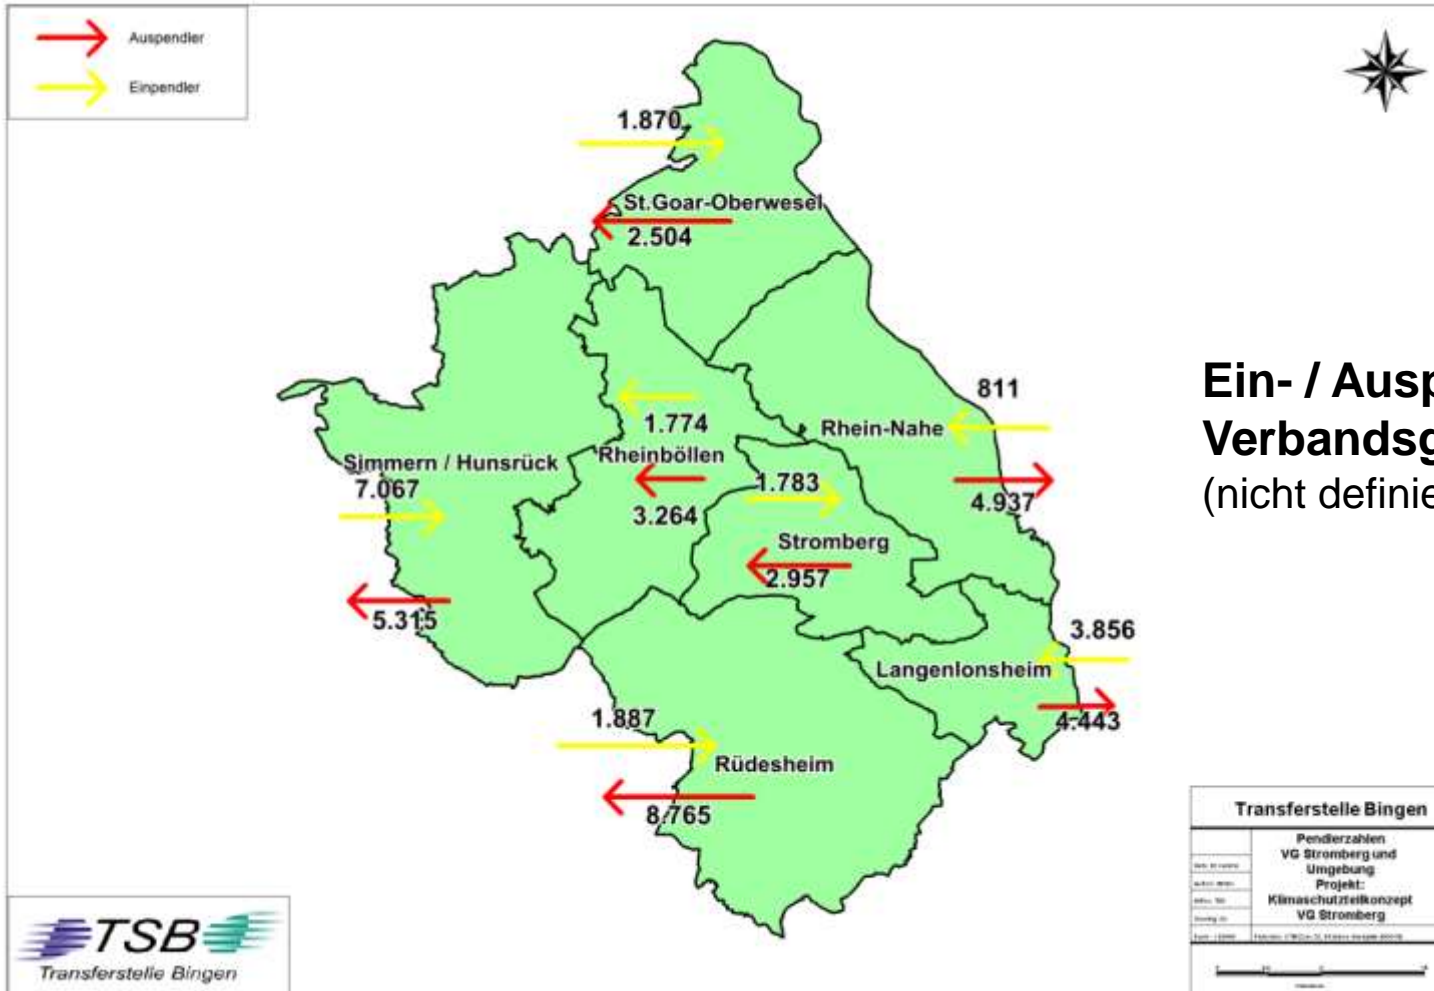 Auspendler
Einpendler
1.870
St.Goar-Oberwesel
2.504
811
1.774
Rhein-Nahe
Rheinböllen
Simmern / Hunsrück
7.067
1.783
4.937
3.264
Stromberg
2.957
5.315
3.856
Langenlonsheim
4.443
1.887
Rüdesheim
8.765
Ein- / Ausp
Verbandsg
(nicht definie
Transferstelle Bingen
Pendlerzahlen
VG Stromberg und
Umgebung
Projekt:
Klimaschutzteilkonzept
VG Stromberg
TSB
Transferstelle Bingen